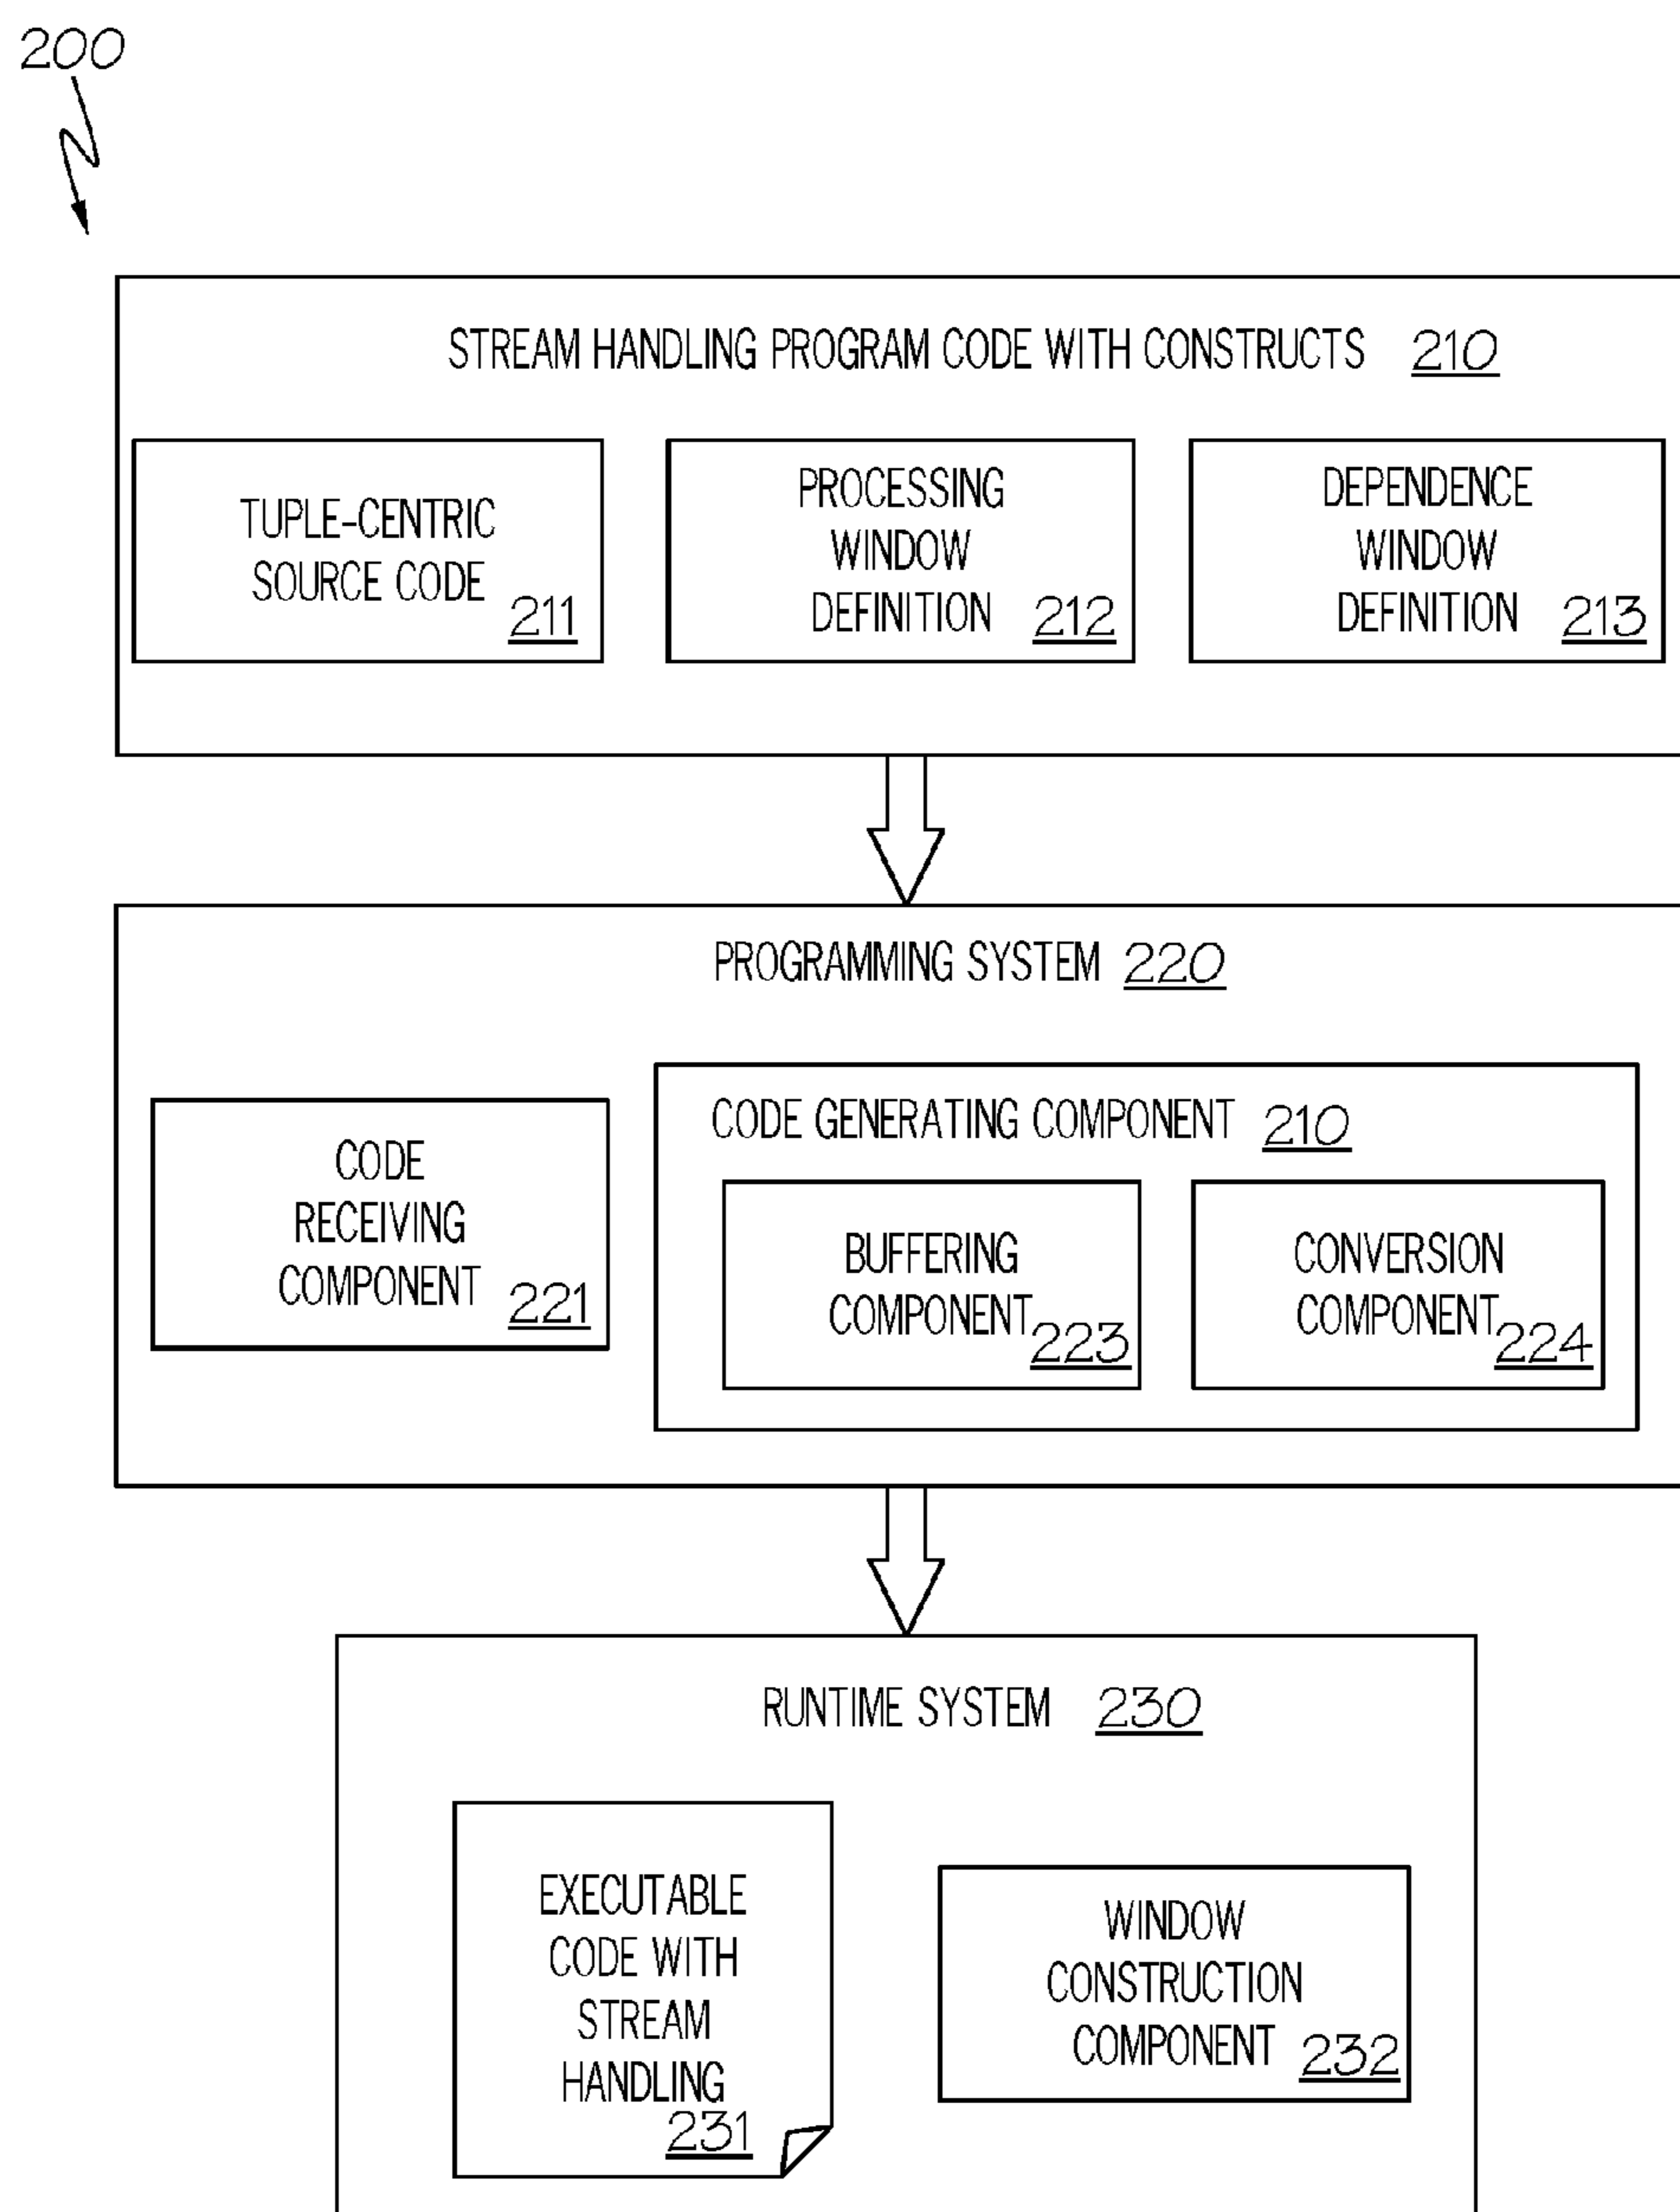 200
STREAM HANDLING PROGRAM CODE WITH CONSTRUCTS 210
TUPLE-CENTRIC
SOURCE CODE
211
PROCESSING
WINDOW
DEFINITION 212
DEPENDENCE
WINDOW
DEFINITION 213
PROGRAMMING SYSTEM 220
CODE
RECEIVING
COMPONENT 221
CODE GENERATING COMPONENT 210
BUFFERING
COMPONENT 223
CONVERSION
COMPONENT 224
RUNTIME SYSTEM 230
EXECUTABLE
CODE WITH
STREAM
HANDLING
231
WINDOW
CONSTRUCTION
COMPONENT 232